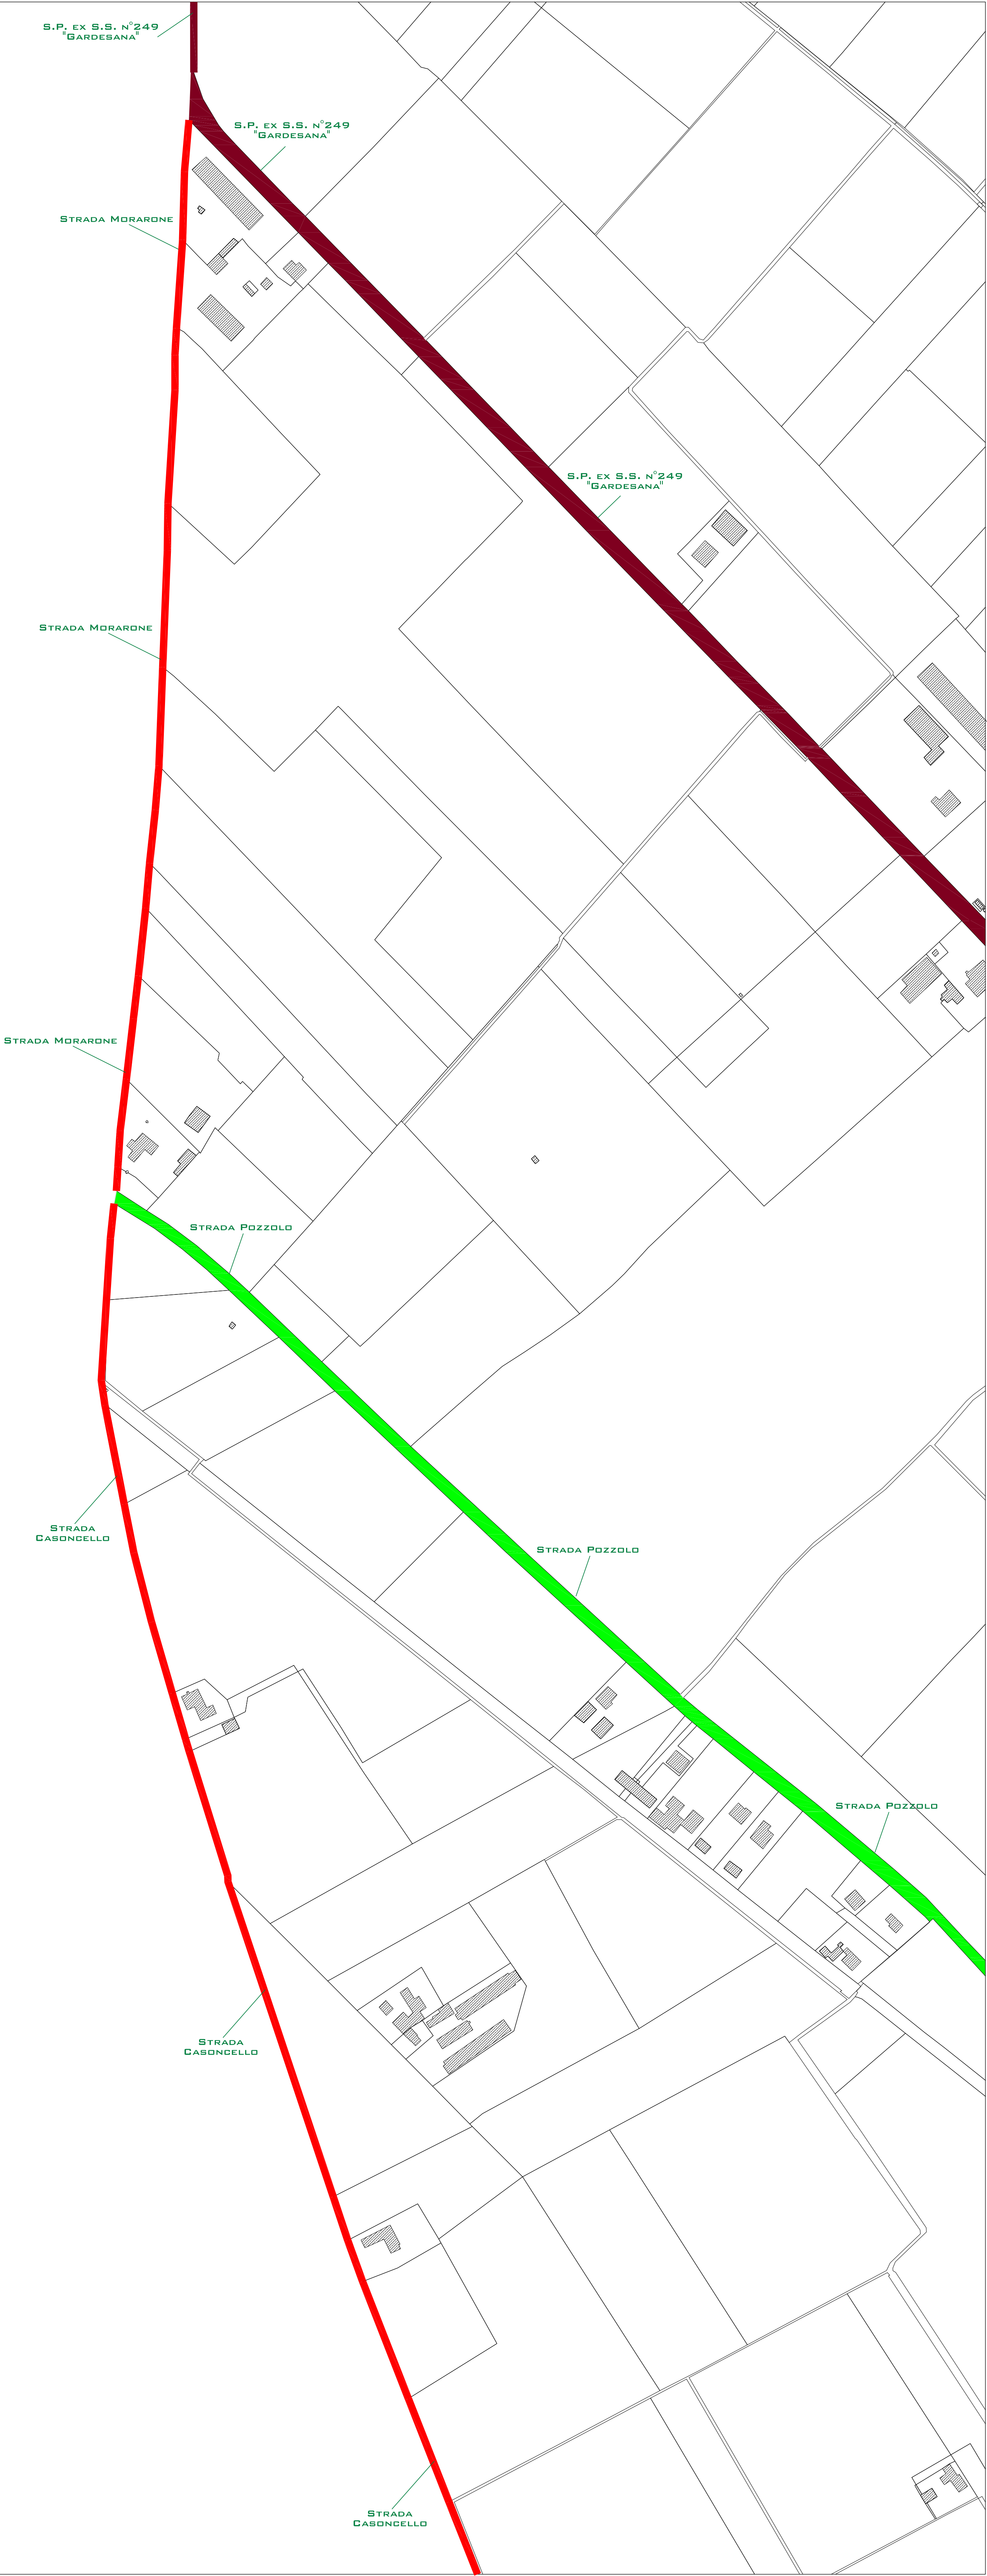 S.P. ex S.S. n°249
"Gardesana"
S.P. ex S.S. n°249
"Gardesana"
Strada Morarone
S.P. ex S.S. n°249
"Gardesana"
Strada Morarone
Strada Morarone
Strada Pozzolo
Strada
Casoncello
Strada Pozzolo
Strada Pozzolo
Strada
Casoncello
Strada
Casoncello